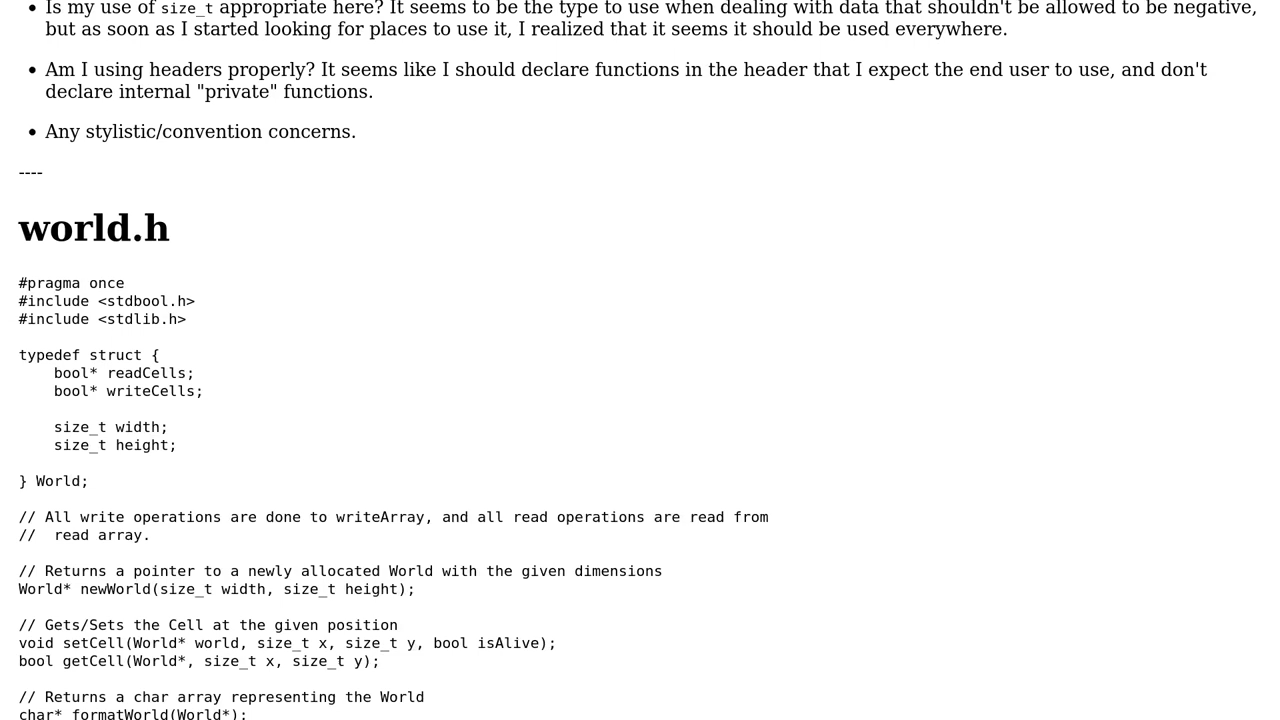 • Is my use of size_t appropriate here? It seems to be the type to use when dealing with data that shouldn't be allowed to be negative,
but as soon as I started looking for places to use it, I realized that it seems it should be used everywhere.
• Am I using headers properly? It seems like I should declare functions in the header that I expect the end user to use, and don't
declare internal "private" functions.
• Any stylistic/convention concerns.
----
world.h
#pragma once
#include <stdbool.h>
#include <stdlib.h>
typedef struct {
    bool* readCells;
    bool* writeCells;
    size_t width;
    size_t height;
} World;
// All write operations are done to writeArray, and all read operations are read from
//  read array.
// Returns a pointer to a newly allocated World with the given dimensions
World* newWorld(size_t width, size_t height);
// Gets/Sets the Cell at the given position
void setCell(World* world, size_t x, size_t y, bool isAlive);
bool getCell(World*, size_t x, size_t y);
// Returns a char array representing the World
char* formatWorld(World*);